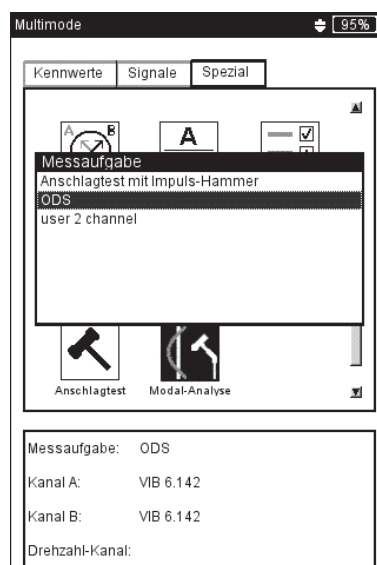 Multimode 95%
Kennwerte Signale Spezial
A B A
Messaufgabe
Anschlagtest mit Impuls-Hammer
ODS
user 2 channel
Anschlagtest Modal-Analyse
Messaufgabe: ODS
Kanal A: VIB 6.142
Kanal B: VIB 6.142
Drehzahl-Kanal: